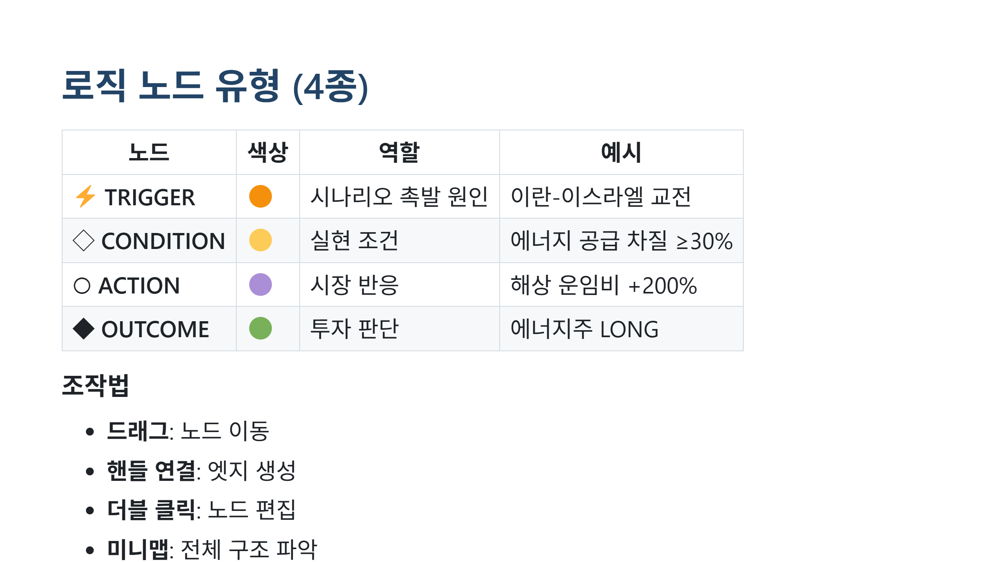 로직 노드 유형 (4종)
노드 색상 역할 예시
⚡ TRIGGER 🟠 시나리오 촉발 원인 이란-이스라엘 교전
◇ CONDITION 🟡 실현 조건 에너지 공급 차질 ≥30%
○ ACTION 🟣 시장 반응 해상 운임비 +200%
◆ OUTCOME 🟢 투자 판단 에너지주 LONG
조작법
• 드래그: 노드 이동
• 핸들 연결: 엣지 생성
• 더블 클릭: 노드 편집
• 미니맵: 전체 구조 파악